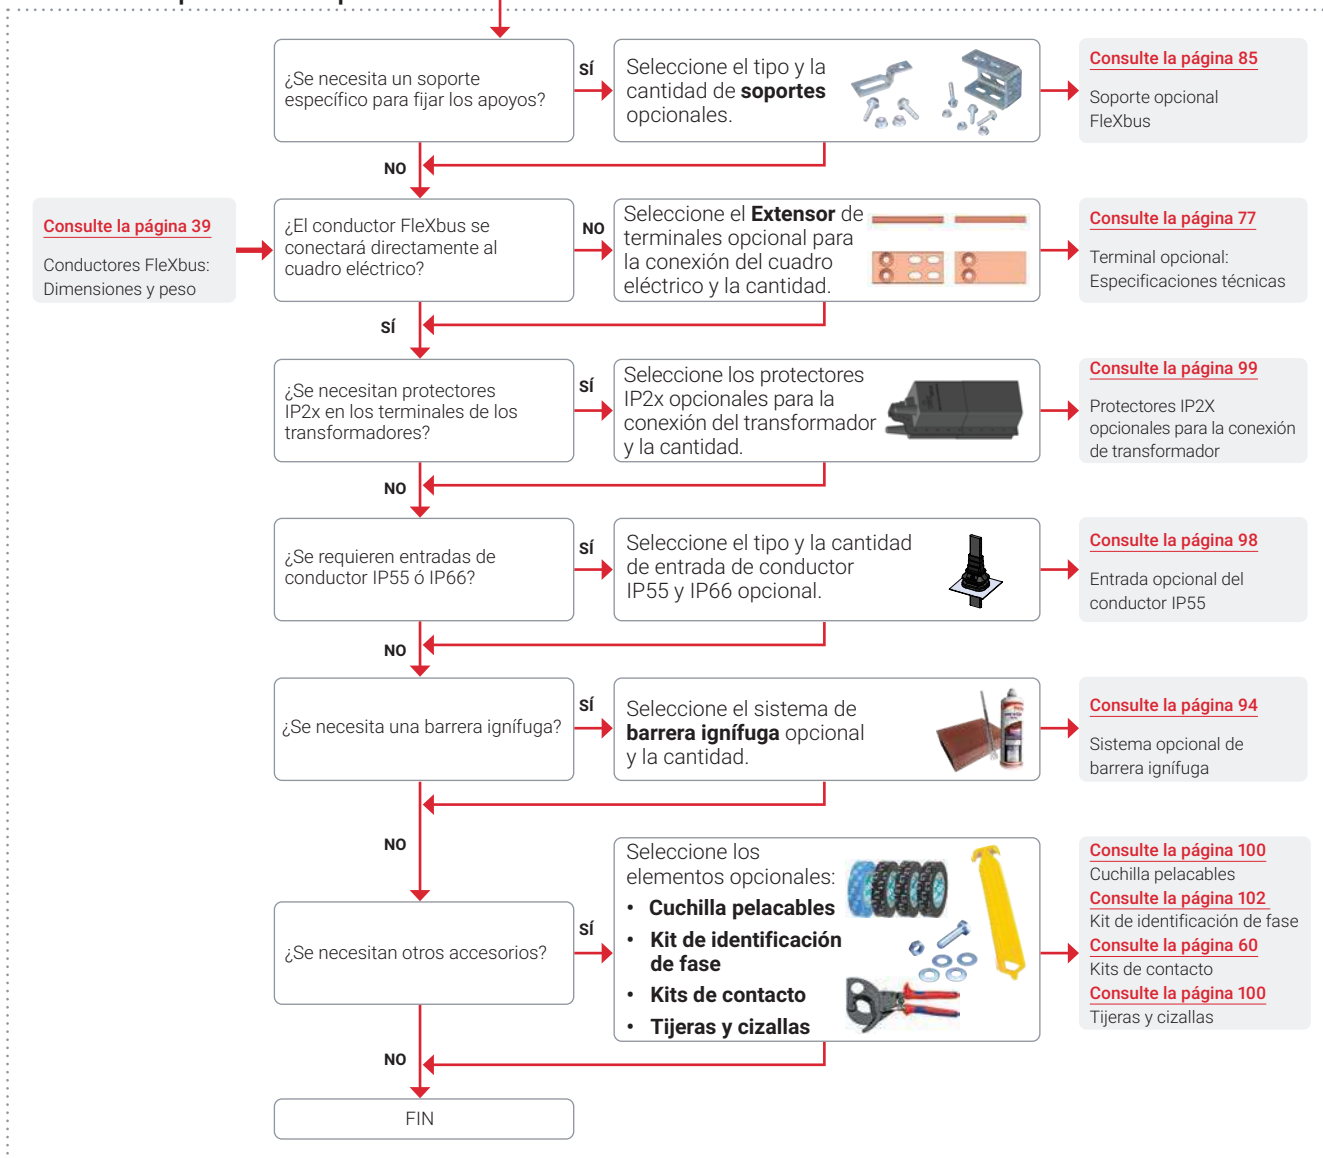 ¿Se necesita un soporte
específico para fijar los apoyos?
SÍ
Seleccione el tipo y la
cantidad de soportes
opcionales.
Consulte la página 85
Soporte opcional
FleXbus
NO
Consulte la página 39
Conductores FleXbus:
Dimensiones y peso
¿El conductor FleXbus se
conectará directamente al
cuadro eléctrico?
NO
Seleccione el Extensor de
terminales opcional para
la conexión del cuadro
eléctrico y la cantidad.
Consulte la página 77
Terminal opcional:
Especificaciones técnicas
SÍ
¿Se necesitan protectores
IP2x en los terminales de los
transformadores?
SÍ
Seleccione los protectores
IP2x opcionales para la
conexión del transformador
y la cantidad.
Consulte la página 99
Protectores IP2X
opcionales para la conexión
de transformador
NO
¿Se requieren entradas de
conductor IP55 ó IP66?
SÍ
Seleccione el tipo y la cantidad
de entrada de conductor
IP55 y IP66 opcional.
Consulte la página 98
Entrada opcional del
conductor IP55
NO
¿Se necesita una barrera ignífuga?
SÍ
Seleccione el sistema de
barrera ignífuga opcional
y la cantidad.
Consulte la página 94
Sistema opcional de
barrera ignífuga
NO
¿Se necesitan otros accesorios?
SÍ
Seleccione los
elementos opcionales:
• Cuchilla pelacables
• Kit de identificación
de fase
• Kits de contacto
• Tijeras y cizallas
Consulte la página 100
Cuchilla pelacables
Consulte la página 102
Kit de identificación de fase
Consulte la página 60
Kits de contacto
Consulte la página 100
Tijeras y cizallas
NO
FIN